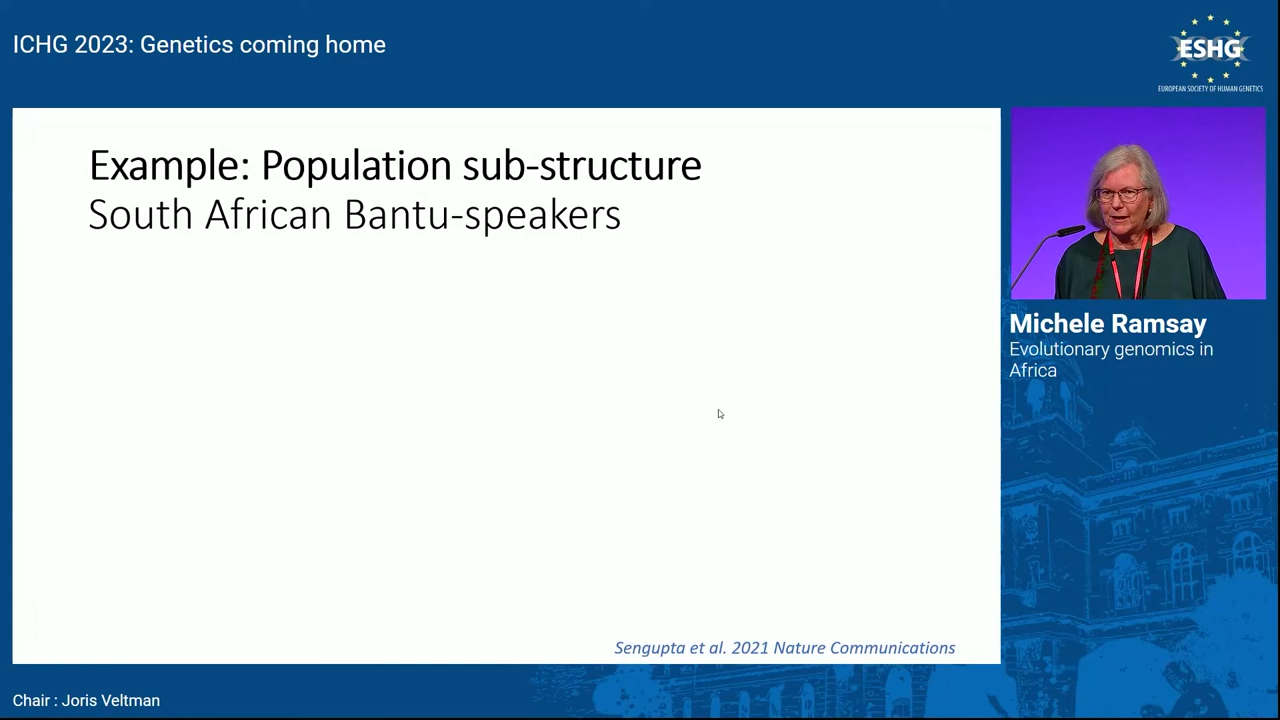 ICHG 2023: Genetics coming home
ESHG
EUROPEAN SOCIETY OF HUMAN GENETICS
Example: Population sub-structure
South African Bantu-speakers
Sengupta et al. 2021 Nature Communications
Michele Ramsay
Evolutionary genomics in
Africa
Chair : Joris Veltman